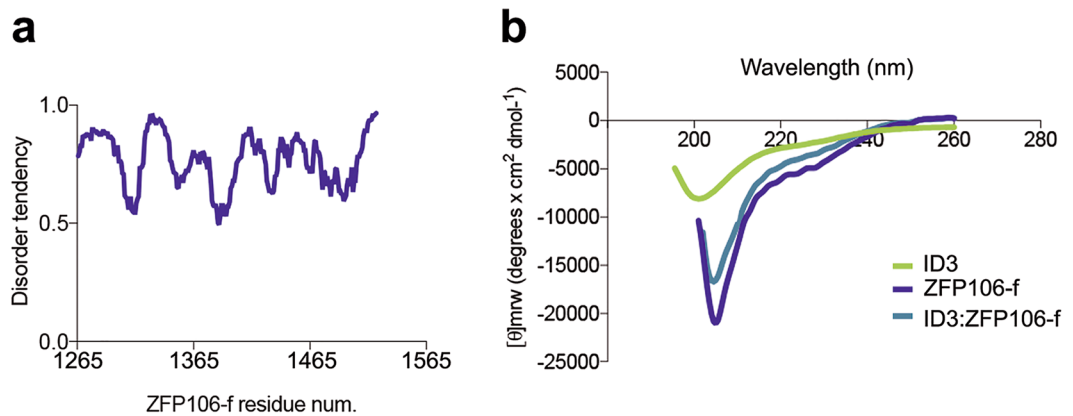 a
1.0
0.5
0.0
1265
1365
1465
1565
Disorder tendency
ZFP106-f residue num.
b
Wavelength (nm)
5000
0
-5000
-10000
-15000
-20000
-25000
200
220
240
260
280
[θ]mrw (degrees x cm² dmol⁻¹)
ID3
ZFP106-f
ID3:ZFP106-f